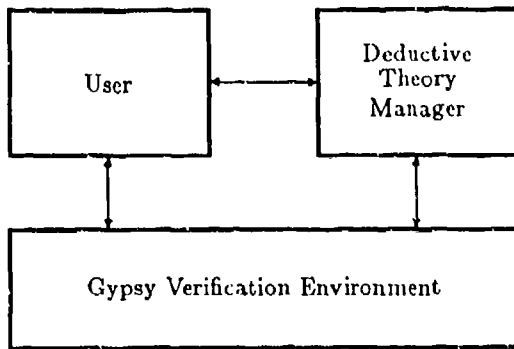 User
Deductive
Theory
Manager
Gypsy Verification Environment